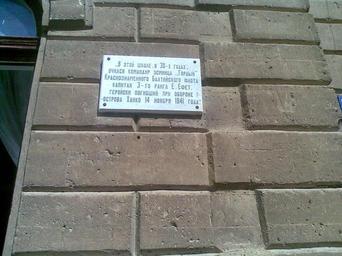 „В этой школе, в 30-х годах,
учился командир эсминца „Гордый"
Краснознаменного Балтийского флота
капитан 3-го ранга Е. Ефет,
геройски погибший при обороне п-
острова Ханко 14 ноября 1941 года"